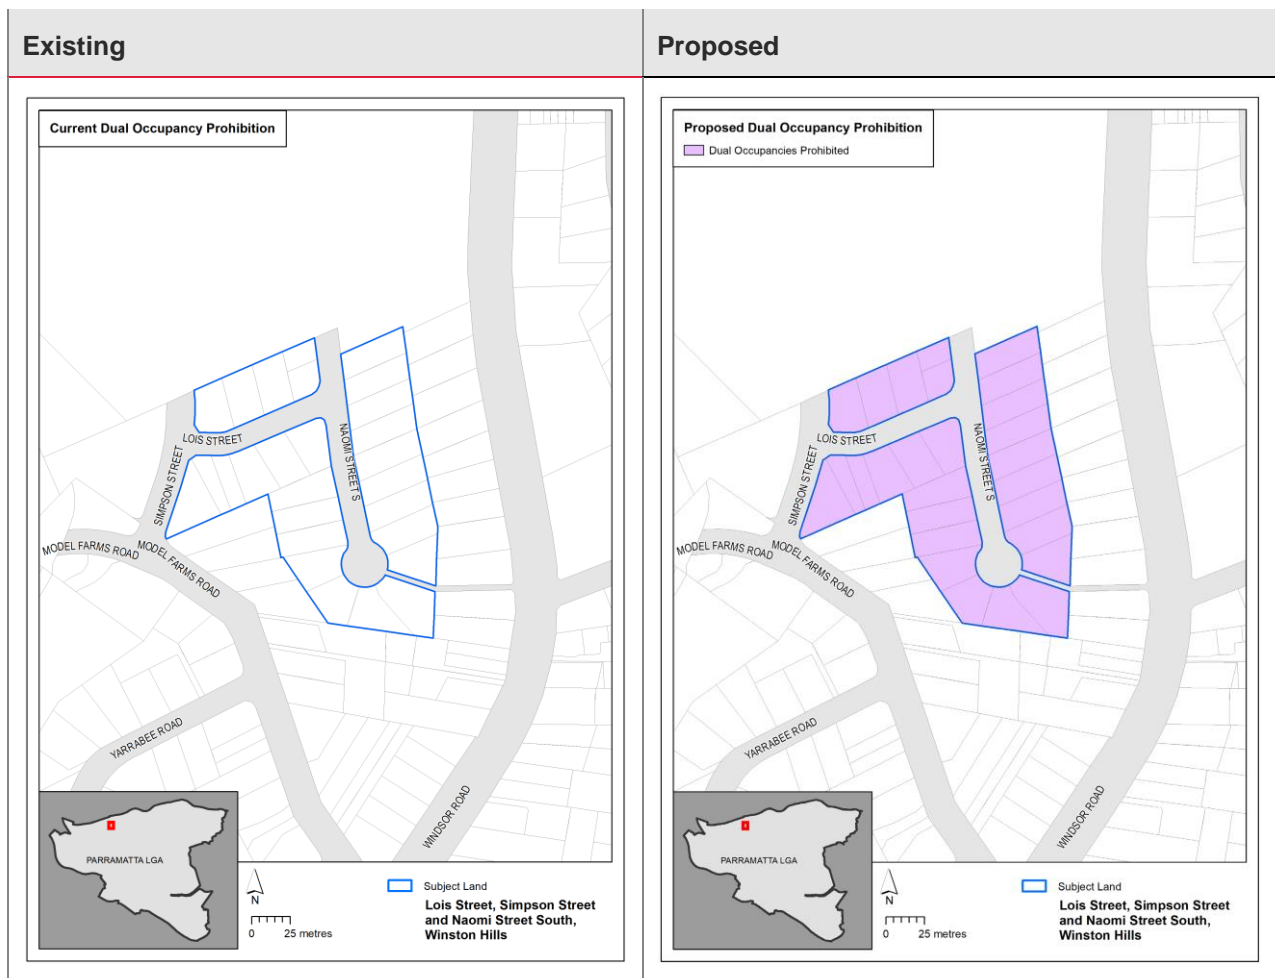 Existing
Proposed
Current Dual Occupancy Prohibition
LOIS STREET
NAOMI STREET S
SIMPSON STREET
MODEL FARMS ROAD
MODEL FARMS ROAD
YARRABEE ROAD
WINDSOR ROAD
PARRAMATTA LGA
N
0 25 metres
Subject Land
Lois Street, Simpson Street
and Naomi Street South,
Winston Hills
Proposed Dual Occupancy Prohibition
Dual Occupancies Prohibited
LOIS STREET
NAOMI STREET S
SIMPSON STREET
MODEL FARMS ROAD
MODEL FARMS ROAD
YARRABEE ROAD
WINDSOR ROAD
PARRAMATTA LGA
N
0 25 metres
Subject Land
Lois Street, Simpson Street
and Naomi Street South,
Winston Hills